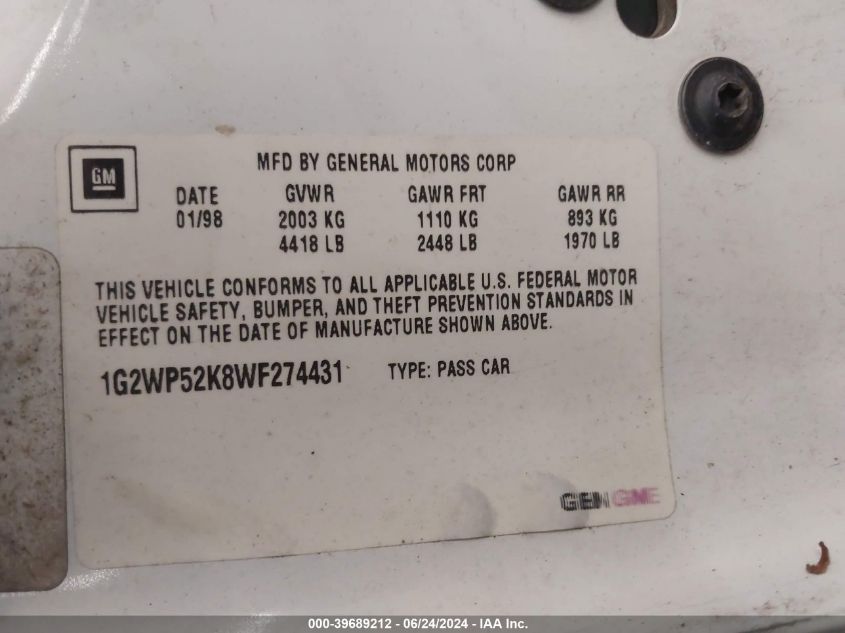 MFD BY GENERAL MOTORS CORP
GM
DATE GVWR GAWR FRT GAWR RR
01/98 2003 KG 1110 KG 893 KG
4418 LB 2448 LB 1970 LB
THIS VEHICLE CONFORMS TO ALL APPLICABLE U.S. FEDERAL MOTOR
VEHICLE SAFETY, BUMPER, AND THEFT PREVENTION STANDARDS IN
EFFECT ON THE DATE OF MANUFACTURE SHOWN ABOVE.
1G2WP52K8WF274431 TYPE: PASS CAR
000-39689212 - 06/24/2024 - IAA Inc.